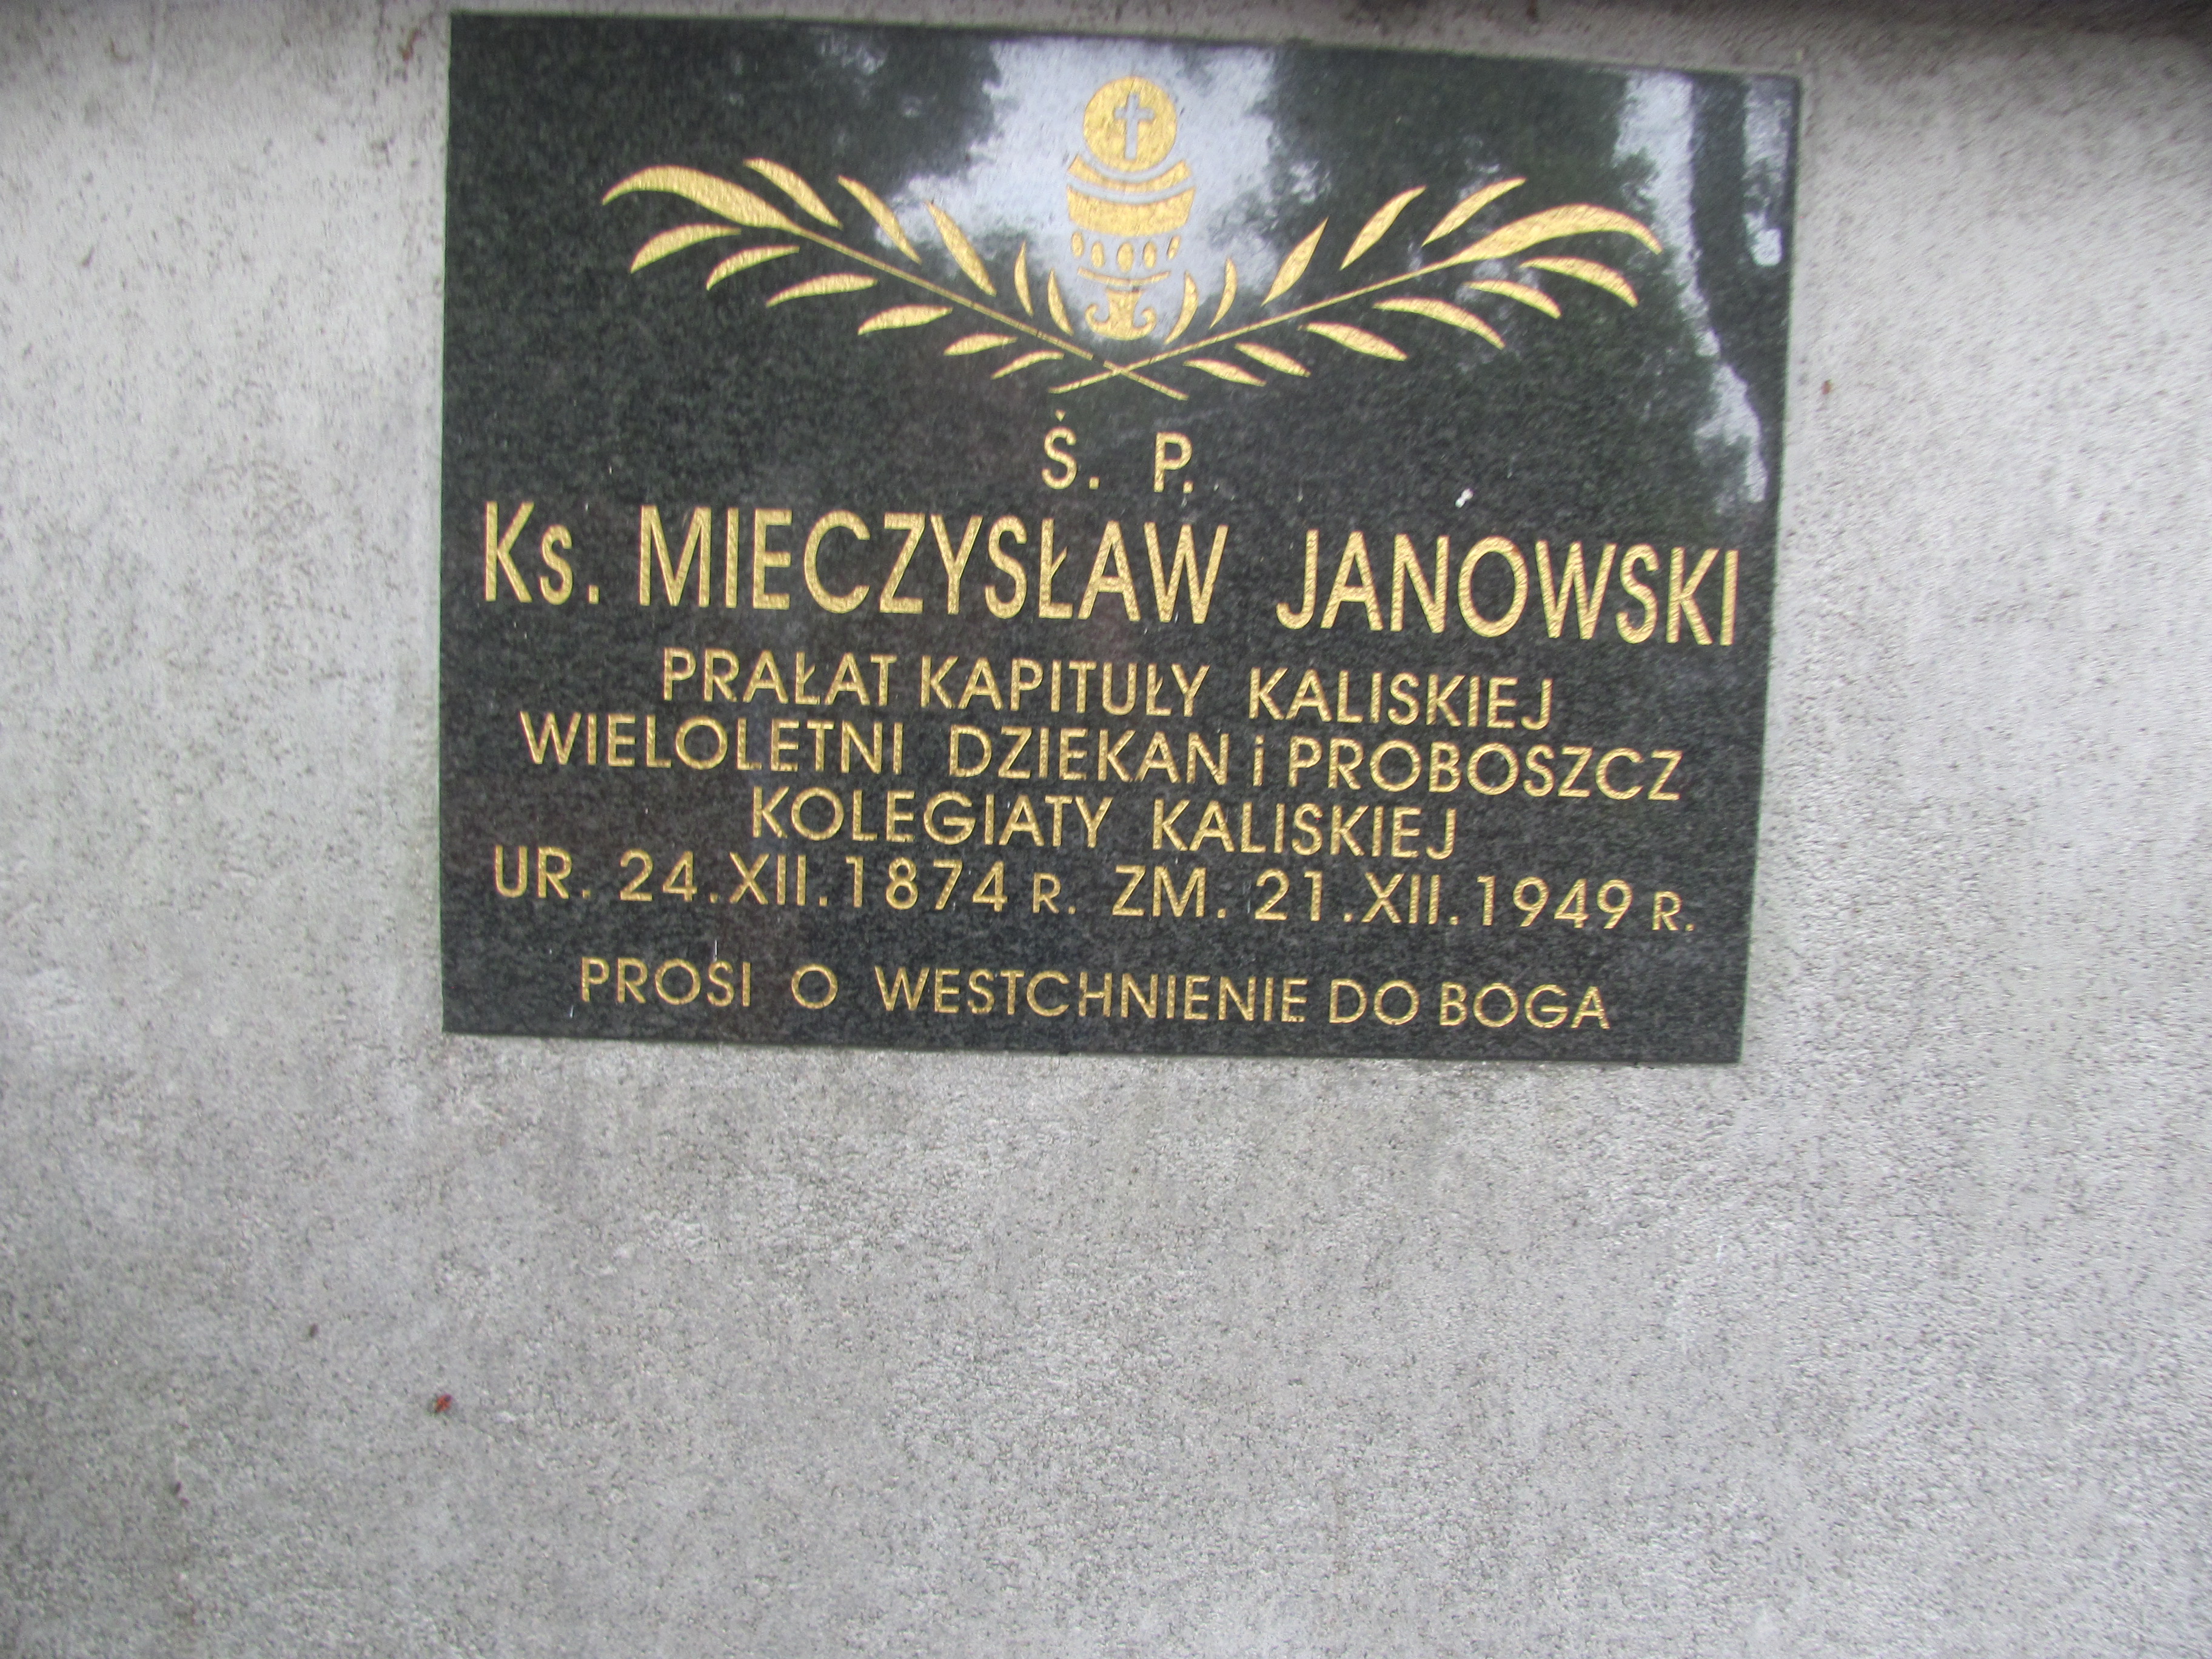 Ś. P.
Ks. MIECZYSŁAW JANOWSKI
PRAŁAT KAPITUŁY KALISKIEJ
WIELOLETNI DZIEKAN i PROBOSZCZ
KOLEGIATY KALISKIEJ
UR. 24.XII.1874 R. ZM. 21.XII.1949 R.
PROSI O WESTCHNIENIE DO BOGA